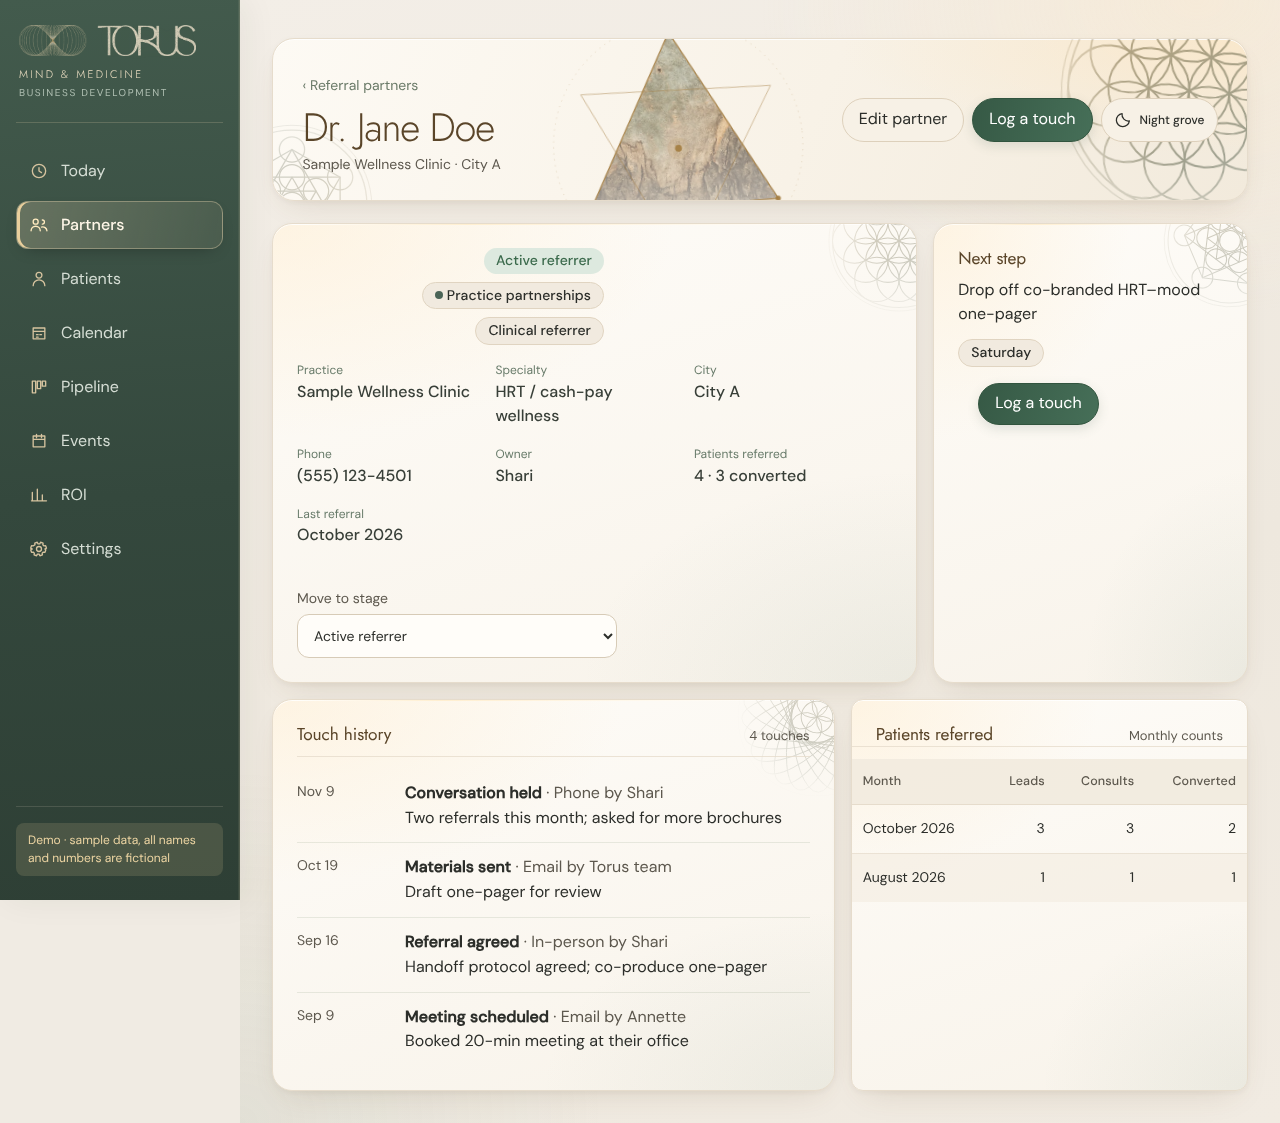 TORUS
MIND & MEDICINE
BUSINESS DEVELOPMENT
Today
Partners
Patients
Calendar
Pipeline
Events
ROI
Settings
Demo · sample data, all names
and numbers are fictional
‹ Referral partners
Dr. Jane Doe
Sample Wellness Clinic · City A
Edit partner
Log a touch
Night grove
Active referrer
Practice partnerships
Clinical referrer
Practice
Specialty
City
Sample Wellness Clinic
HRT / cash-pay
wellness
City A
Phone
Owner
Patients referred
(555) 123-4501
Shari
4 · 3 converted
Last referral
October 2026
Move to stage
Active referrer
Next step
Drop off co-branded HRT–mood
one-pager
Saturday
Log a touch
Touch history
4 touches
Nov 9
Conversation held · Phone by Shari
Two referrals this month; asked for more brochures
Oct 19
Materials sent · Email by Torus team
Draft one-pager for review
Sep 16
Referral agreed · In-person by Shari
Handoff protocol agreed; co-produce one-pager
Sep 9
Meeting scheduled · Email by Annette
Booked 20-min meeting at their office
Patients referred
Monthly counts
Month Leads Consults Converted
October 2026 3 3 2
August 2026 1 1 1